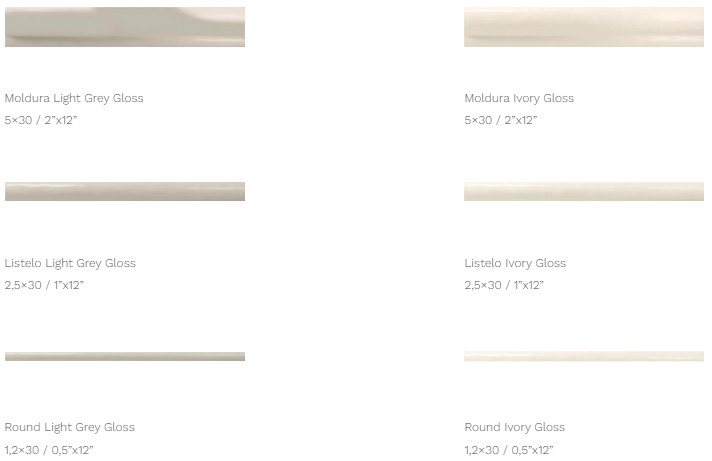 Moldura Light Grey Gloss
5×30 / 2”x12”
Moldura Ivory Gloss
5×30 / 2”x12”
Listelo Light Grey Gloss
2,5×30 / 1”x12”
Listelo Ivory Gloss
2,5×30 / 1”x12”
Round Light Grey Gloss
1,2×30 / 0,5”x12”
Round Ivory Gloss
1,2×30 / 0,5”x12”